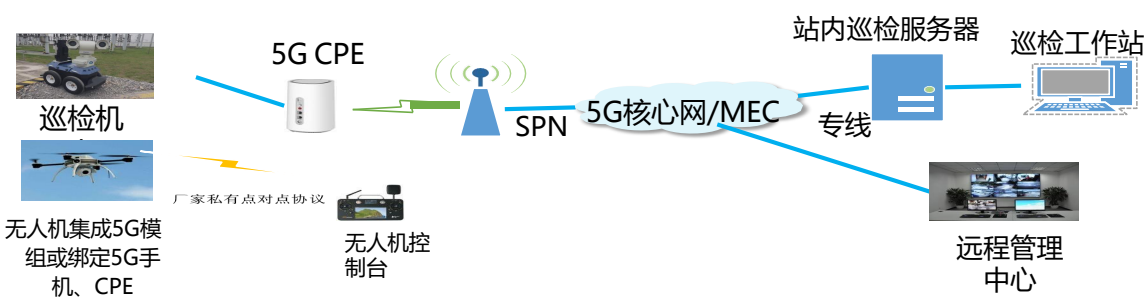 站内巡检服务器
巡检工作站
5G CPE
巡检机
SPN
5G核心网/MEC
专线
厂家私有点对点协议
无人机集成5G模
组或绑定5G手
机、CPE
无人机控
制台
远程管理
中心